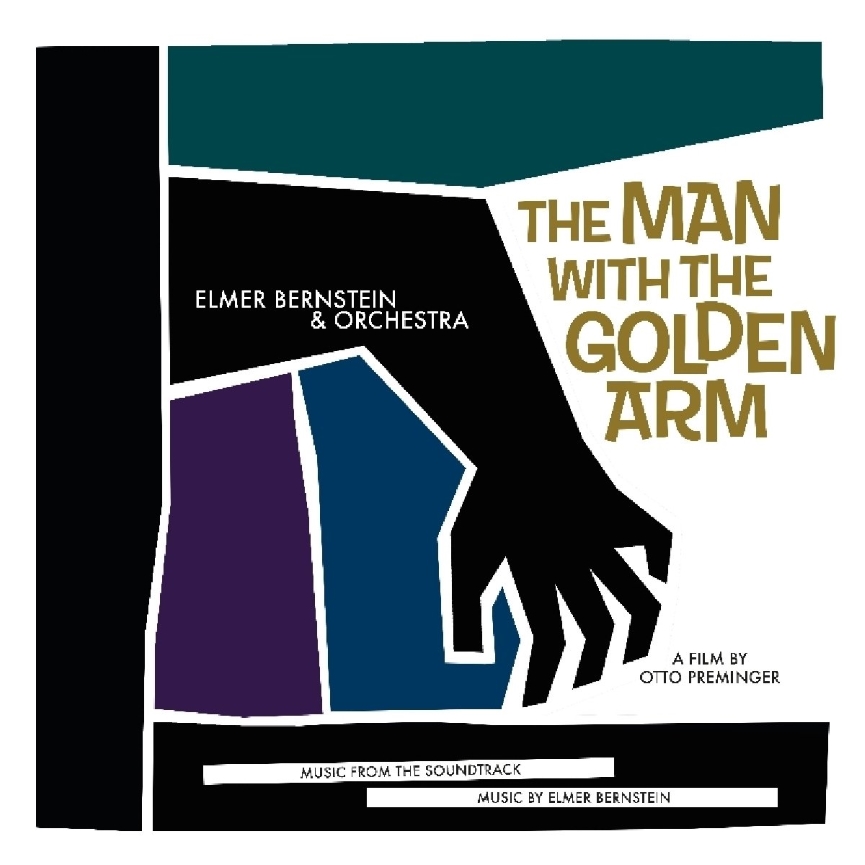 THE MAN
WITH THE
GOLDEN
ARM
ELMER BERNSTEIN
& ORCHESTRA
A FILM BY
OTTO PREMINGER
MUSIC FROM THE SOUNDTRACK
MUSIC BY ELMER BERNSTEIN